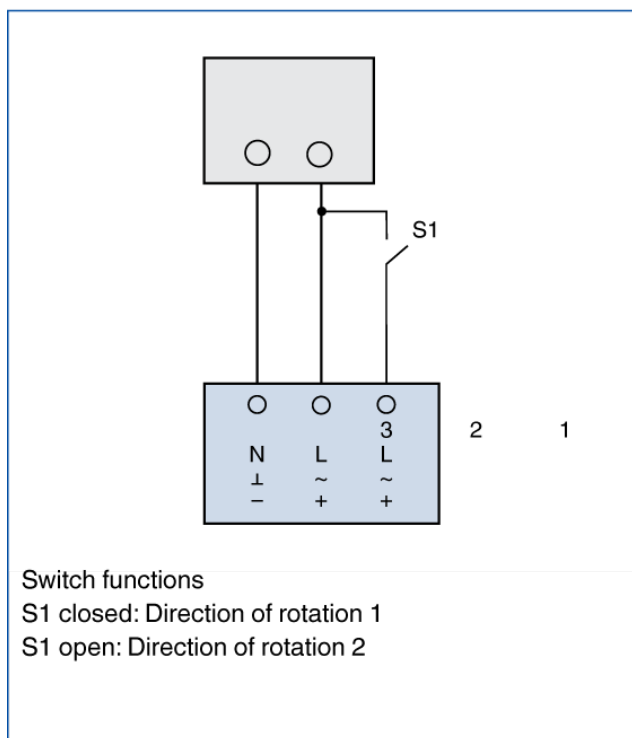 S1
3 2 1
N L L
⊥ ~ ~
– + +
Switch functions
S1 closed: Direction of rotation 1
S1 open: Direction of rotation 2